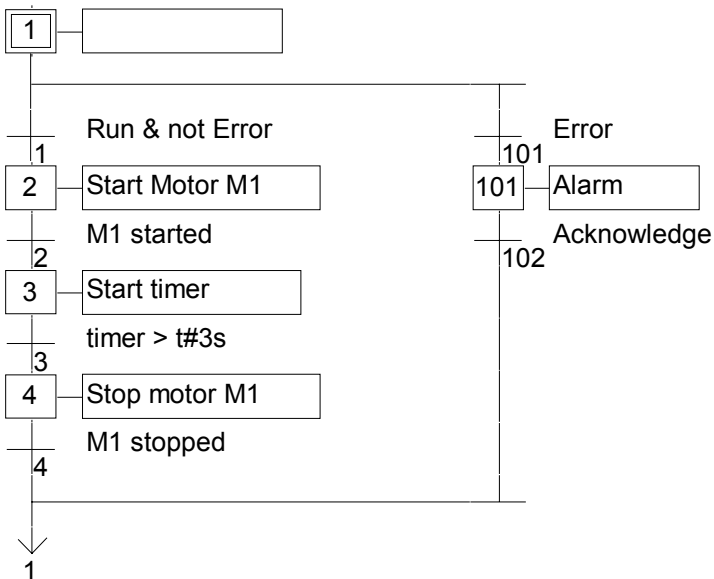 1
Run & not Error
Error
1
101
2
Start Motor M1
101
Alarm
M1 started
Acknowledge
2
102
3
Start timer
timer > t#3s
3
4
Stop motor M1
M1 stopped
4
1